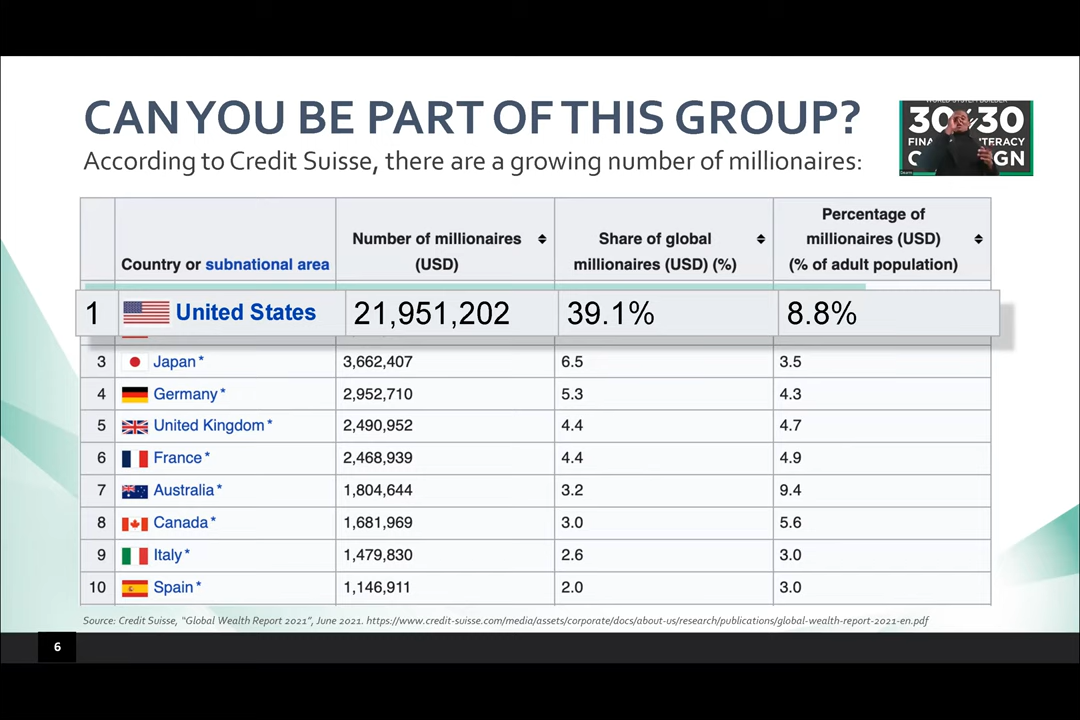 CAN YOU BE PART OF THIS GROUP?
According to Credit Suisse, there are a growing number of millionaires:
30 30
Country or subnational area Number of millionaires (USD) Share of global millionaires (USD) (%) Percentage of millionaires (USD) (% of adult population)
1 United States 21,951,202 39.1% 8.8%
3 Japan* 3,662,407 6.5 3.5
4 Germany* 2,952,710 5.3 4.3
5 United Kingdom* 2,490,952 4.4 4.7
6 France* 2,468,939 4.4 4.9
7 Australia* 1,804,644 3.2 9.4
8 Canada* 1,681,969 3.0 5.6
9 Italy* 1,479,830 2.6 3.0
10 Spain* 1,146,911 2.0 3.0
Source: Credit Suisse, "Global Wealth Report 2021", June 2021. https://www.credit-suisse.com/media/assets/corporate/docs/about-us/research/publications/global-wealth-report-2021-en.pdf
6